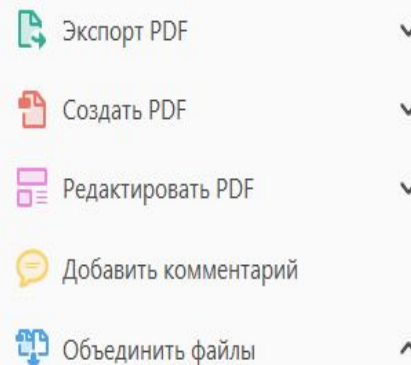 Экспорт PDF
Создать PDF
Редактировать PDF
Добавить комментарий
Объединить файлы